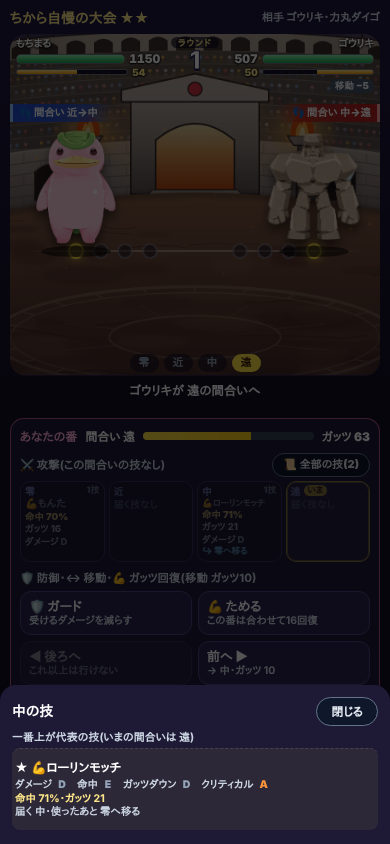 ちから自慢の大会 ★★
相手 ゴウリキ・力丸ダイゴ
もちまる
ラウンド
ゴウリキ
1150
1
507
54
50
移動 −5
間合い 近→中
間合い 中→遠
零 近 中 遠
ゴウリキが 遠の間合いへ
あなたの番 間合い 遠
ガッツ 63
⚔ 攻撃(この間合いの技なし)
📜 全部の技(2)
零 1技
💪もんた
命中 70%
ガッツ 16
ダメージ D
近
届く技なし
中 1技
💪ローリンモッチ
命中 71%
ガッツ 21
ダメージ D
↪ 零へ移る
遠 いま
届く技なし
🛡 防御・↔ 移動・💪 ガッツ回復(移動 ガッツ10)
🛡 ガード
受けるダメージを減らす
💪 ためる
この番は合わせて16回復
◀ 後ろへ
これ以上は行けない
前へ ▶
→ 中・ガッツ 10
中の技
閉じる
一番上が代表の技(いまの間合いは 遠)
★ 💪ローリンモッチ
ダメージ D 命中 E ガッツダウン D クリティカル A
命中 71%・ガッツ 21
届く 中・使ったあと 零へ移る